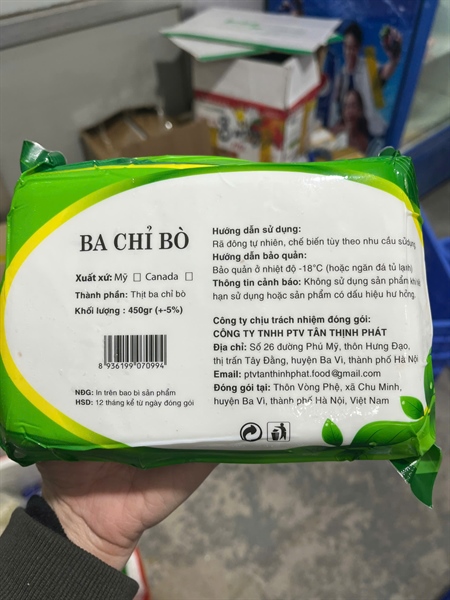 BA CHỈ BÒ
Xuất xứ: Mỹ ☐ Canada ☐
Thành phần: Thịt ba chỉ bò
Khối lượng : 450gr (+-5%)
8 936199 070994
NĐG: In trên bao bì sản phẩm
HSD: 12 tháng kể từ ngày đóng gói
Hướng dẫn sử dụng:
Rã đông tự nhiên, chế biến tùy theo nhu cầu sử dụng
Hướng dẫn bảo quản:
Bảo quản ở nhiệt độ -18°C (hoặc ngăn đá tủ lạnh)
Thông tin cảnh báo: Không sử dụng sản phẩm khi
hạn sử dụng hoặc sản phẩm có dấu hiệu hư hỏng.
Công ty chịu trách nhiệm đóng gói:
CÔNG TY TNHH PTV TÂN THỊNH PHÁT
Địa chỉ: Số 26 đường Phú Mỹ, thôn Hưng Đạo,
thị trấn Tây Đằng, huyện Ba Vì, thành phố Hà Nội
Email: ptvtanthinhphat.food@gmail.com
Đóng gói tại: Thôn Vòng Phệ, xã Chu Minh,
huyện Ba Vì, thành phố Hà Nội, Việt Nam